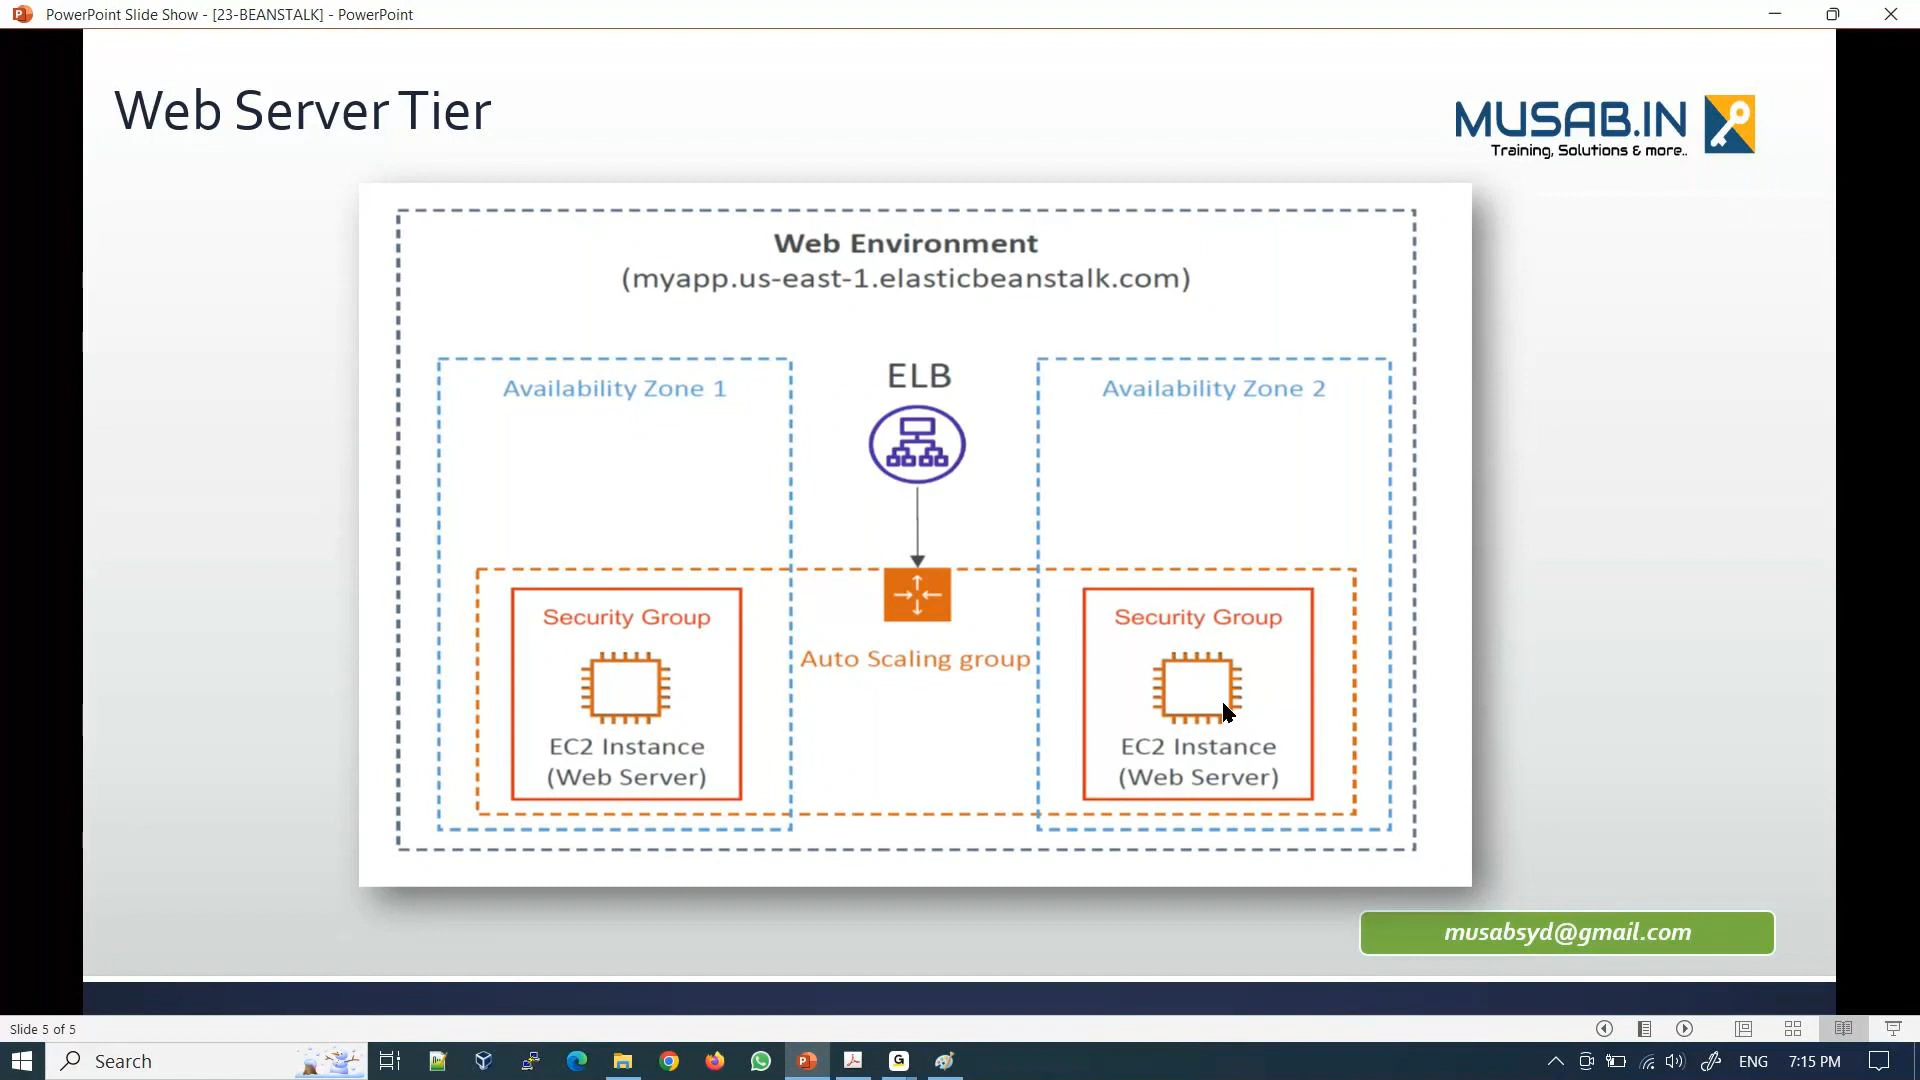 PowerPoint Slide Show - [23-BEANSTALK] - PowerPoint
Web Server Tier
MUSAB.IN
Training, Solutions & more..
Web Environment
(myapp.us-east-1.elasticbeanstalk.com)
ELB
Availability Zone 1
Availability Zone 2
Security Group
Security Group
Auto Scaling group
EC2 Instance
(Web Server)
EC2 Instance
(Web Server)
musabsyd@gmail.com
Slide 5 of 5
Search
ENG
7:15 PM